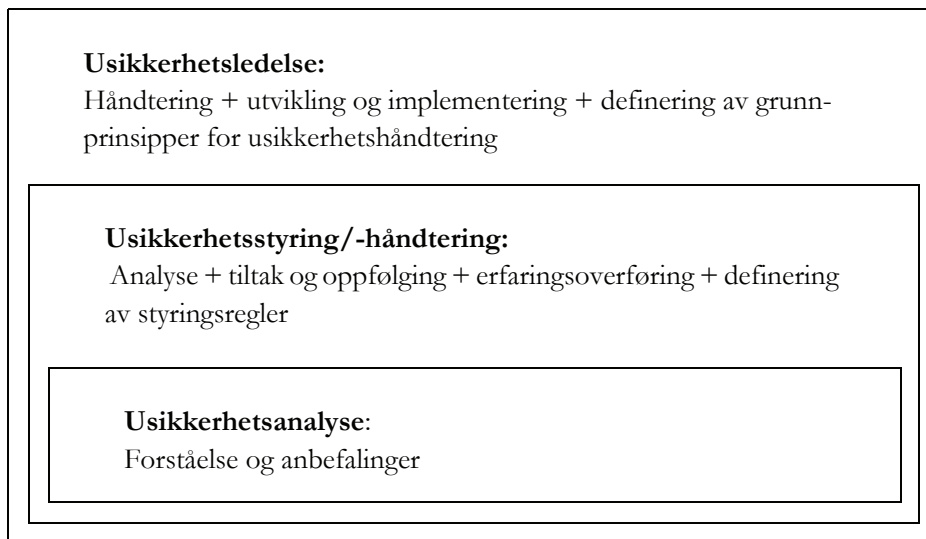 Usikkerhetsledelse:
Håndtering + utvikling og implementering + definering av grunn-
prinsipper for usikkerhetshåndtering
Usikkerhetsstyring/-håndtering:
Analyse + tiltak og oppfølging + erfaringsoverføring + definering
av styringsregler
Usikkerhetsanalyse:
Forståelse og anbefalinger